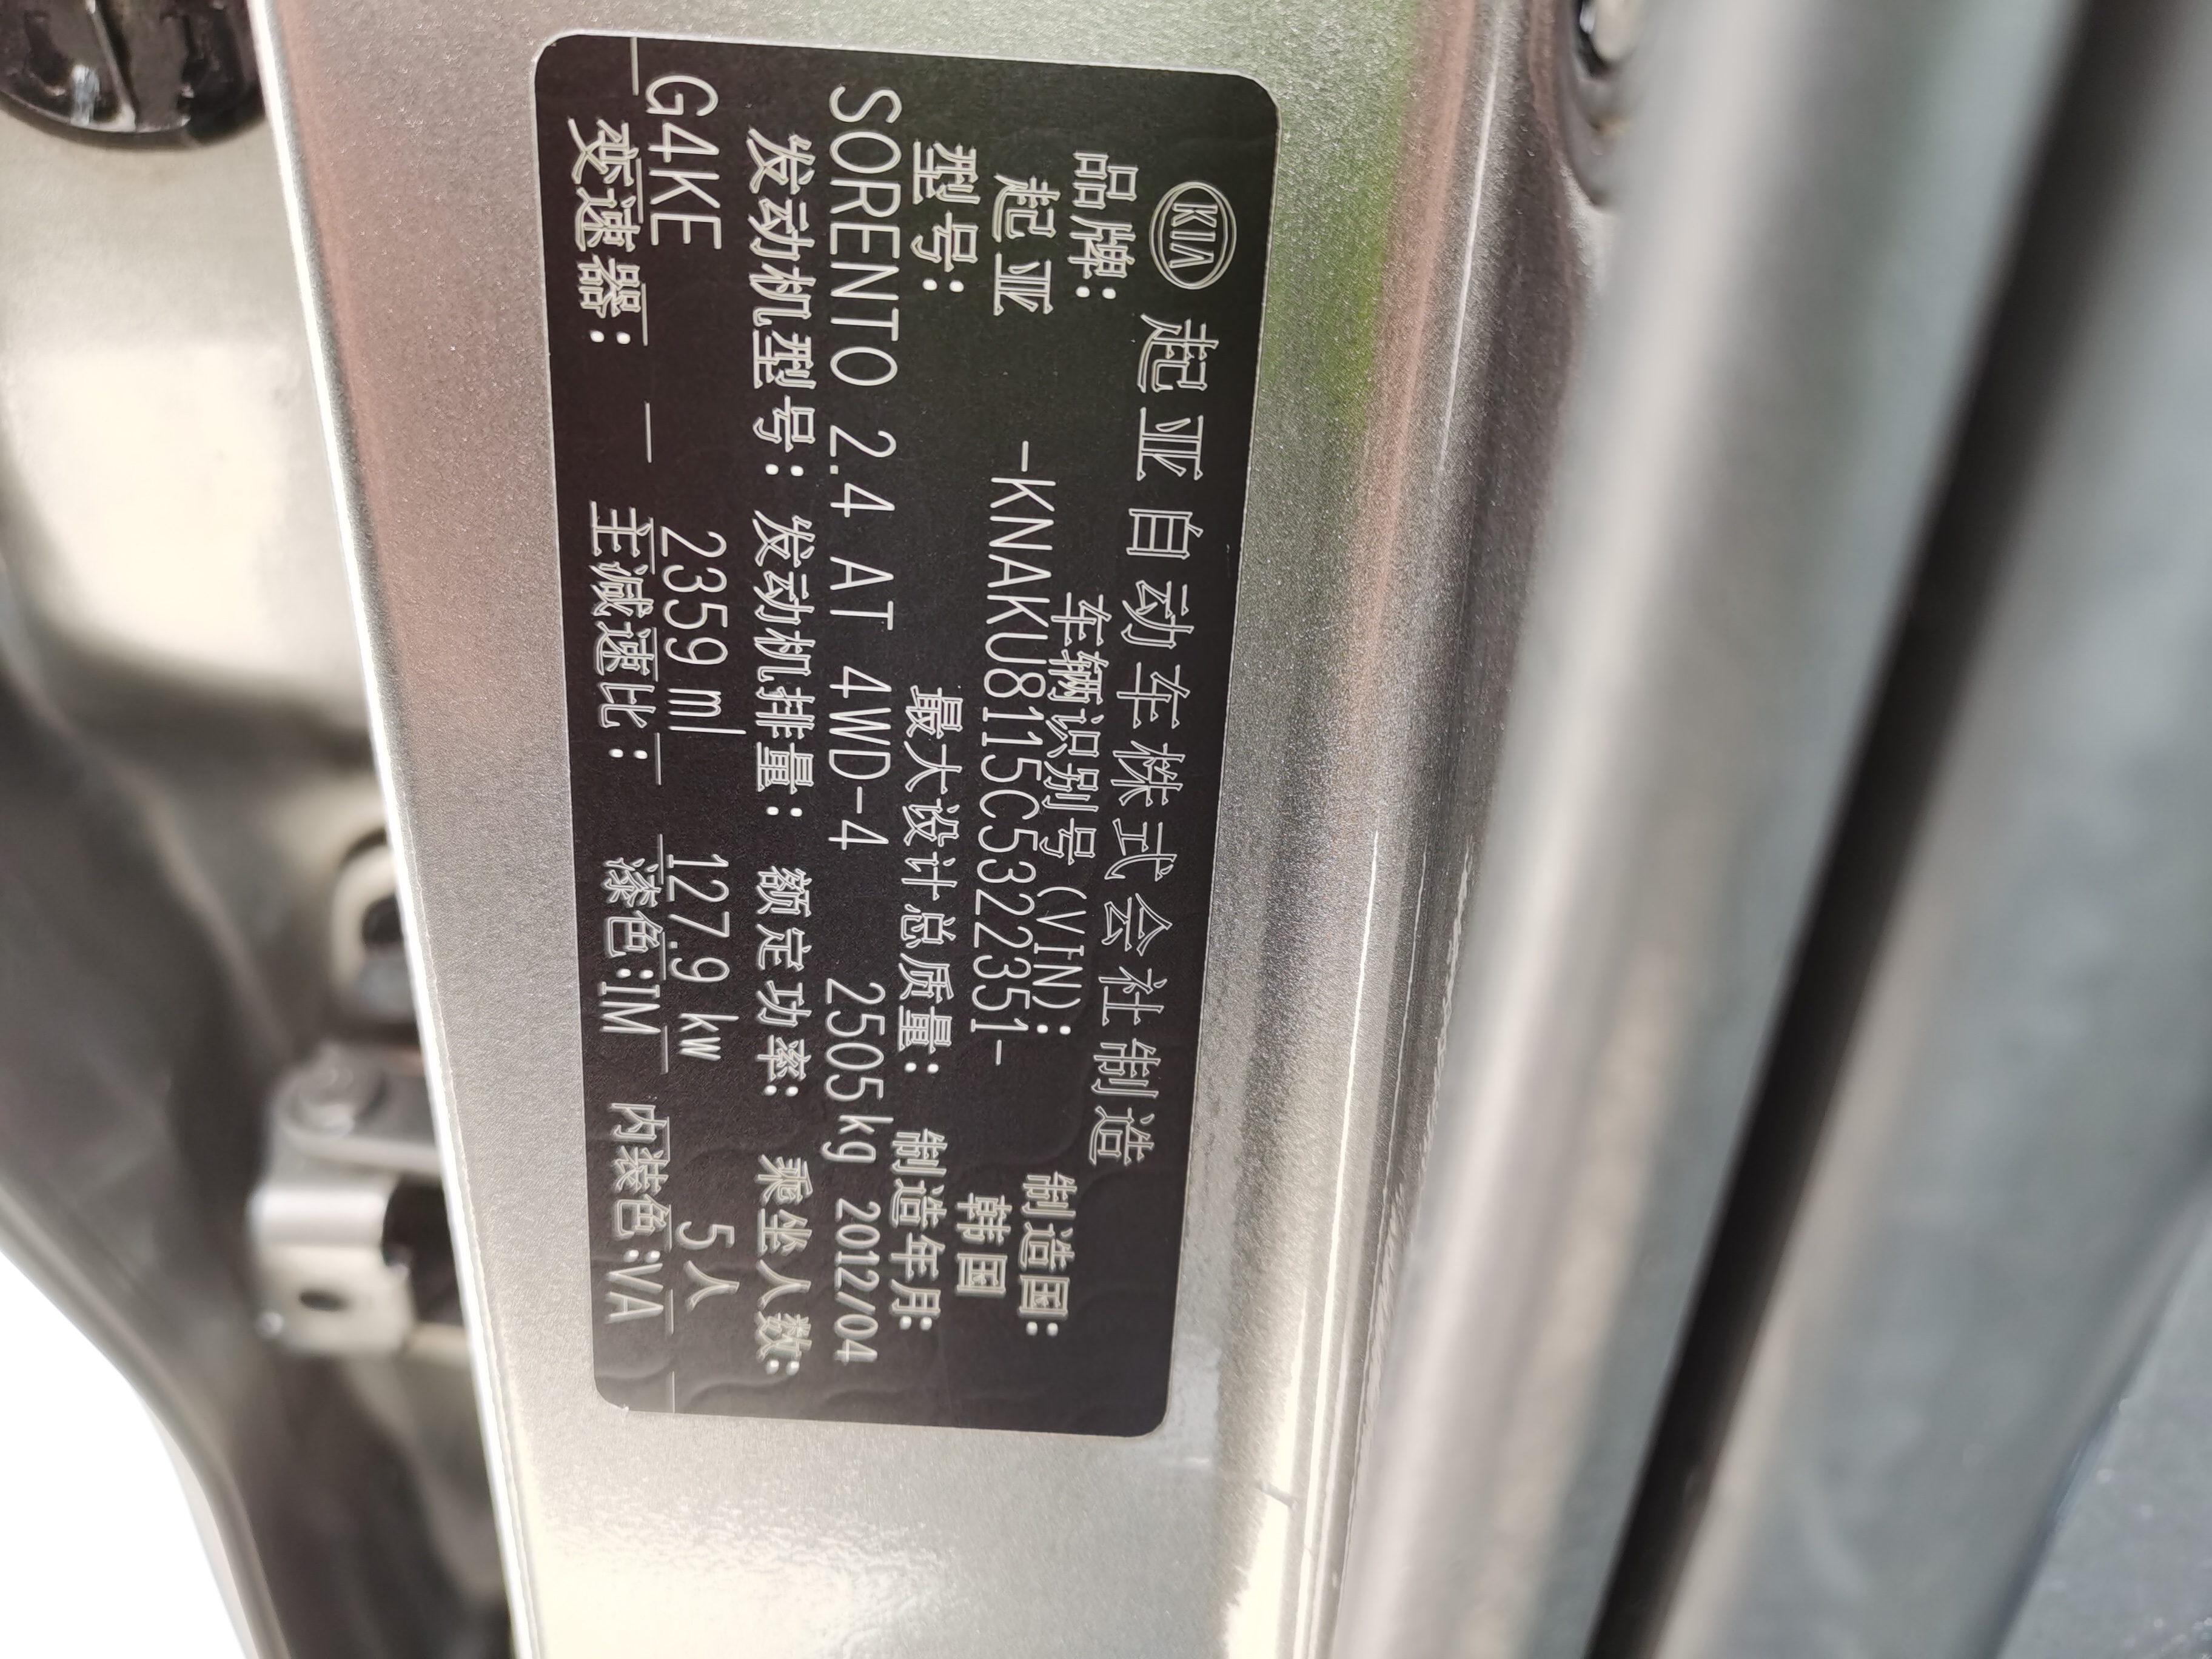 KIA 起亚自动车株式会社制造
品牌: 车辆识别号(VIN): 制造国:
起亚 -KNAKU8115C5322351- 韩国
型号: 最大设计总质量: 制造年月:
SORENTO 2.4 AT 4WD-4 2505kg 2012/04
发动机型号: 发动机排量: 额定功率: 乘坐人数:
G4KE 2359 ml 127.9 kw 5人
变速器: 主减速比: 漆色:IM 内装色:VA